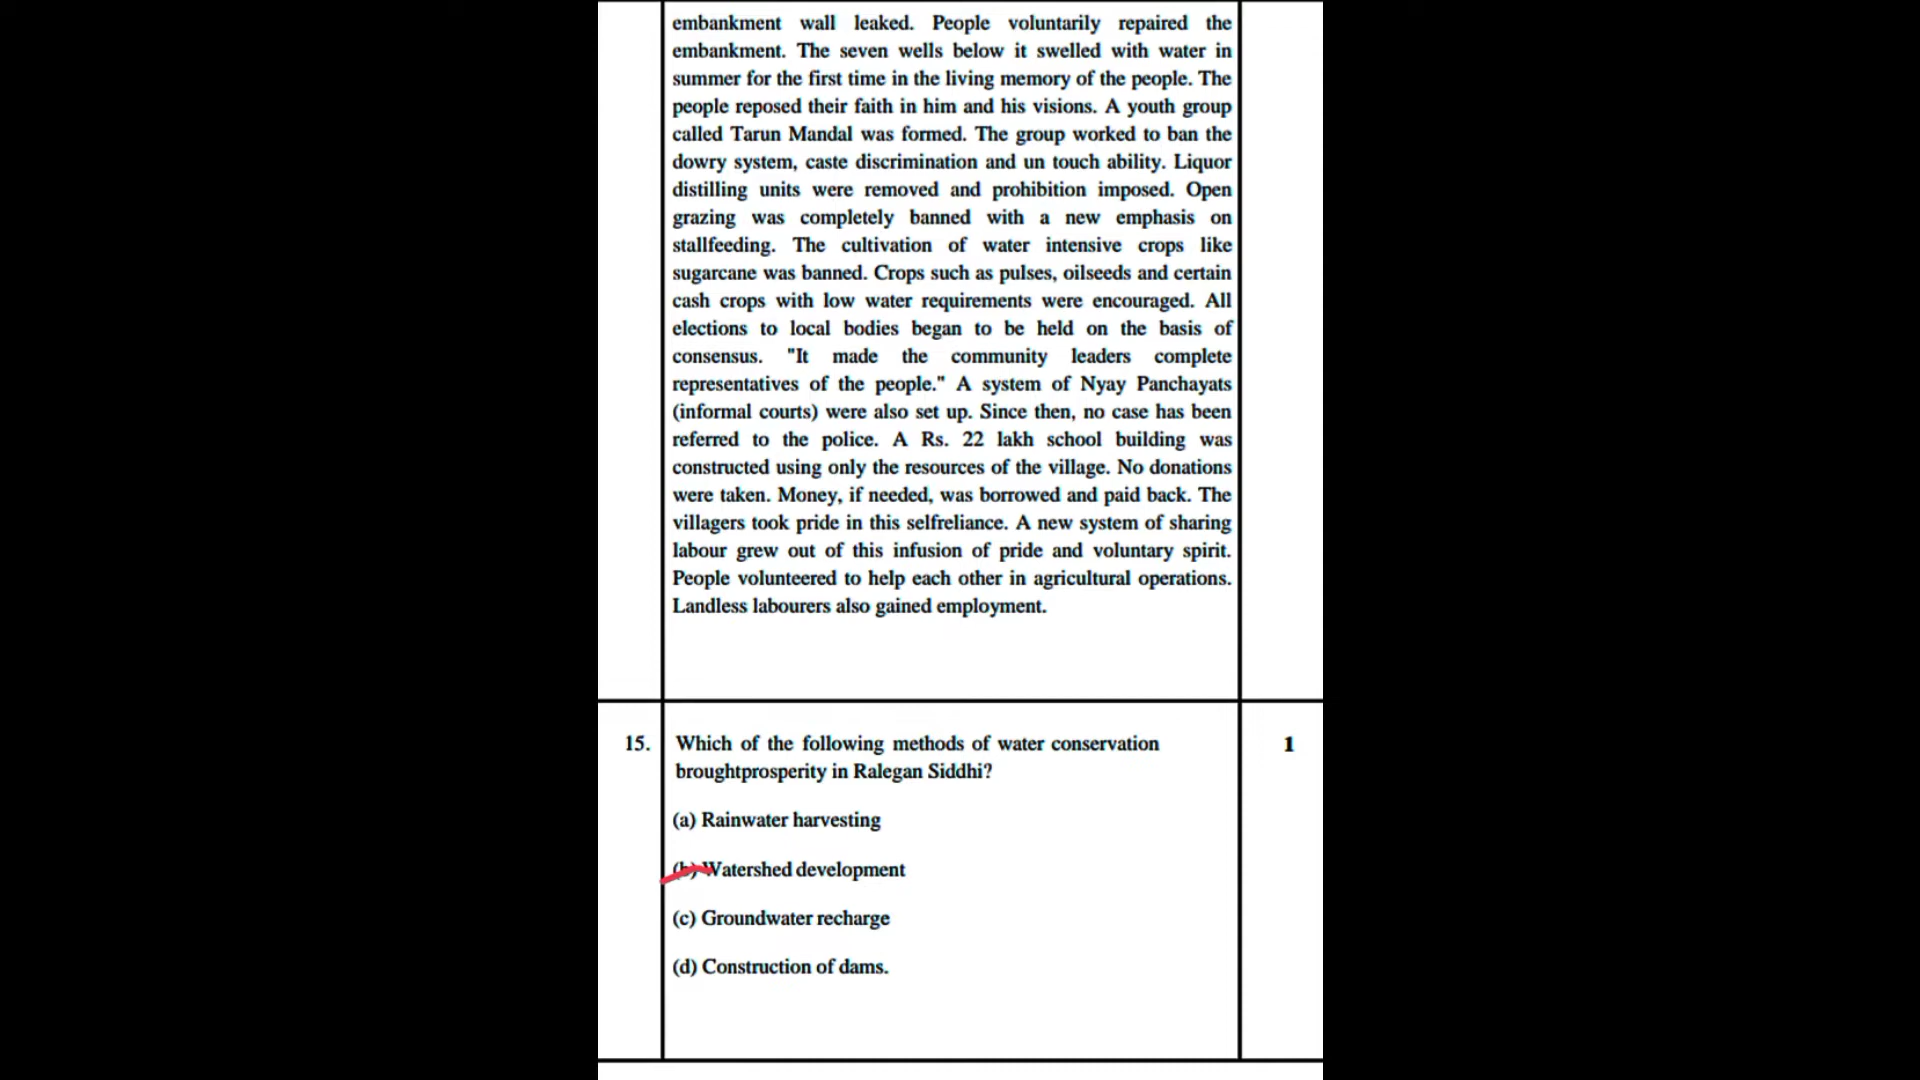 embankment wall leaked. People voluntarily repaired the
embankment. The seven wells below it swelled with water in
summer for the first time in the living memory of the people. The
people reposed their faith in him and his visions. A youth group
called Tarun Mandal was formed. The group worked to ban the
dowry system, caste discrimination and un touch ability. Liquor
distilling units were removed and prohibition imposed. Open
grazing was completely banned with a new emphasis on
stallfeeding. The cultivation of water intensive crops like
sugarcane was banned. Crops such as pulses, oilseeds and certain
cash crops with low water requirements were encouraged. All
elections to local bodies began to be held on the basis of
consensus. "It made the community leaders complete
representatives of the people." A system of Nyay Panchayats
(informal courts) were also set up. Since then, no case has been
referred to the police. A Rs. 22 lakh school building was
constructed using only the resources of the village. No donations
were taken. Money, if needed, was borrowed and paid back. The
villagers took pride in this selfreliance. A new system of sharing
labour grew out of this infusion of pride and voluntary spirit.
People volunteered to help each other in agricultural operations.
Landless labourers also gained employment.
15. Which of the following methods of water conservation 1
broughtprosperity in Ralegan Siddhi?
(a) Rainwater harvesting
(b) Watershed development
(c) Groundwater recharge
(d) Construction of dams.